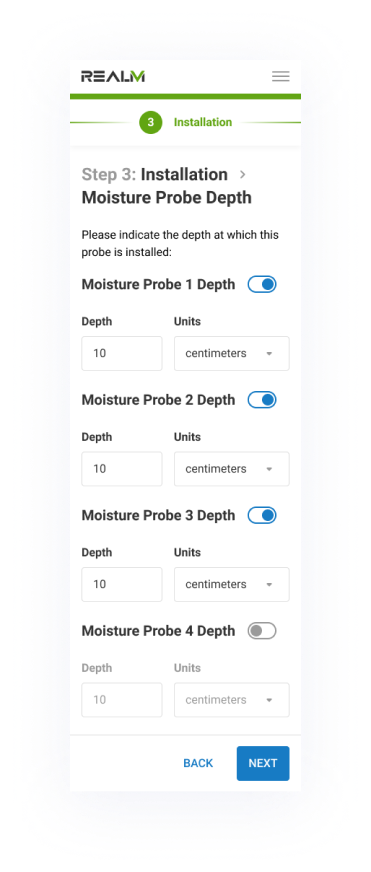 REALM
3 Installation
Step 3: Installation >
Moisture Probe Depth
Please indicate the depth at which this
probe is installed:
Moisture Probe 1 Depth
Depth Units
10 centimeters
Moisture Probe 2 Depth
Depth Units
10 centimeters
Moisture Probe 3 Depth
Depth Units
10 centimeters
Moisture Probe 4 Depth
Depth Units
10 centimeters
BACK NEXT